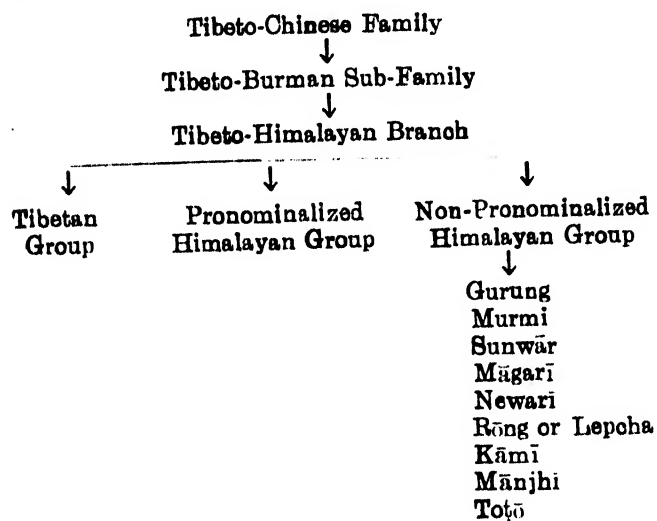 Tibeto-Chinese Family
Tibeto-Burman Sub-Family
Tibeto-Himalayan Branch
Tibetan Group
Pronominalized Himalayan Group
Non-Pronominalized Himalayan Group
Gurung
Murmi
Sunwār
Māgarī
Newari
Rōng or Lepcha
Kāmī
Mānjhi
Toṭō